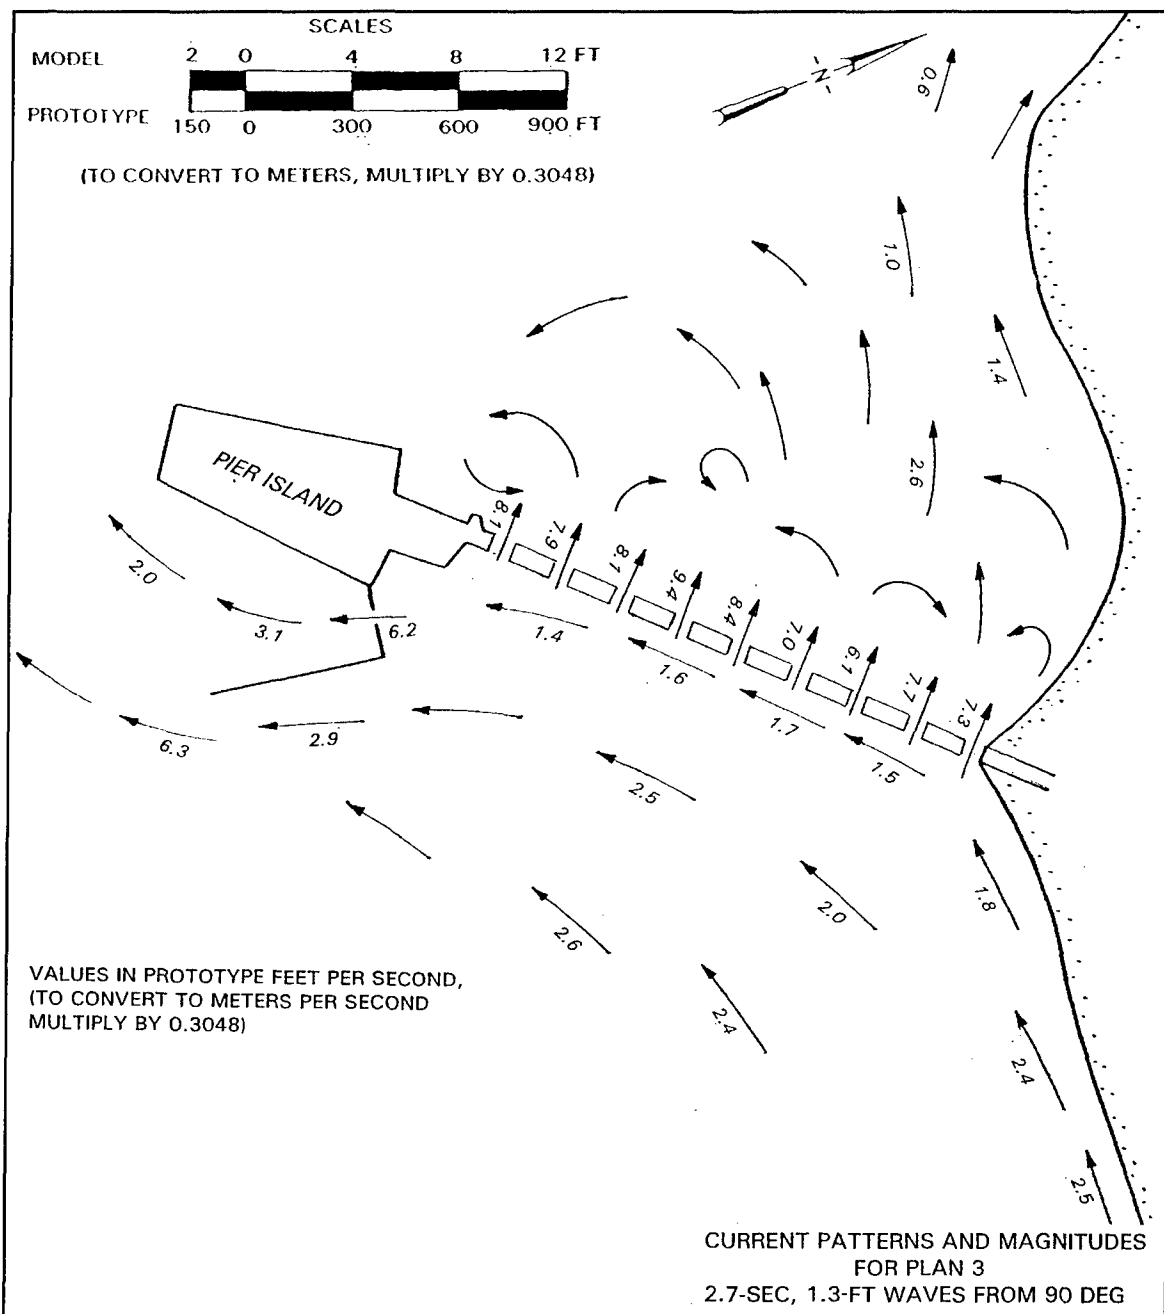 SCALES
MODEL 2 0 4 8 12 FT
PROTOTYPE 150 0 300 600 900 FT
(TO CONVERT TO METERS, MULTIPLY BY 0.3048)
-N-
0.6
1.0
1.4
2.6
PIER ISLAND
8.1
7.9
8.1
9.4
8.4
7.0
6.1
7.7
7.3
2.0
3.1
6.2
1.4
1.6
1.7
1.5
6.3
2.9
2.5
2.0
1.8
2.6
2.4
2.4
2.5
VALUES IN PROTOTYPE FEET PER SECOND,
(TO CONVERT TO METERS PER SECOND
MULTIPLY BY 0.3048)
CURRENT PATTERNS AND MAGNITUDES
FOR PLAN 3
2.7-SEC, 1.3-FT WAVES FROM 90 DEG